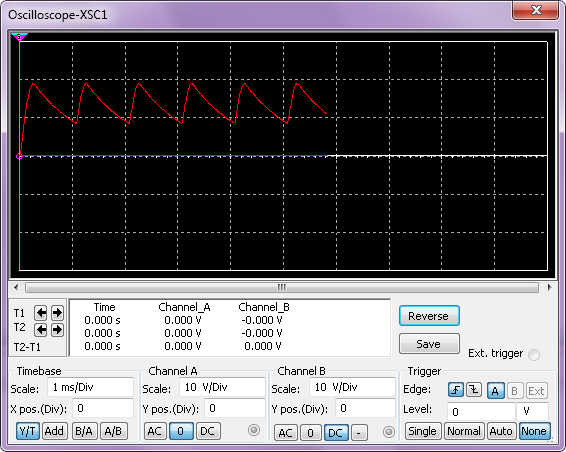 Oscilloscope-XSC1
T1
T2
T2-T1
Time Channel_A Channel_B
0.000 s 0.000 V -0.000 V
0.000 s 0.000 V -0.000 V
0.000 s 0.000 V 0.000 V
Reverse
Save
Ext. trigger
Timebase
Scale: 1 ms/Div
X pos.(Div): 0
Y/T Add B/A A/B
Channel A
Scale: 10 V/Div
Y pos.(Div): 0
AC 0 DC
Channel B
Scale: 10 V/Div
Y pos.(Div): 0
AC 0 DC -
Trigger
Edge: A B Ext
Level: 0 V
Single Normal Auto None